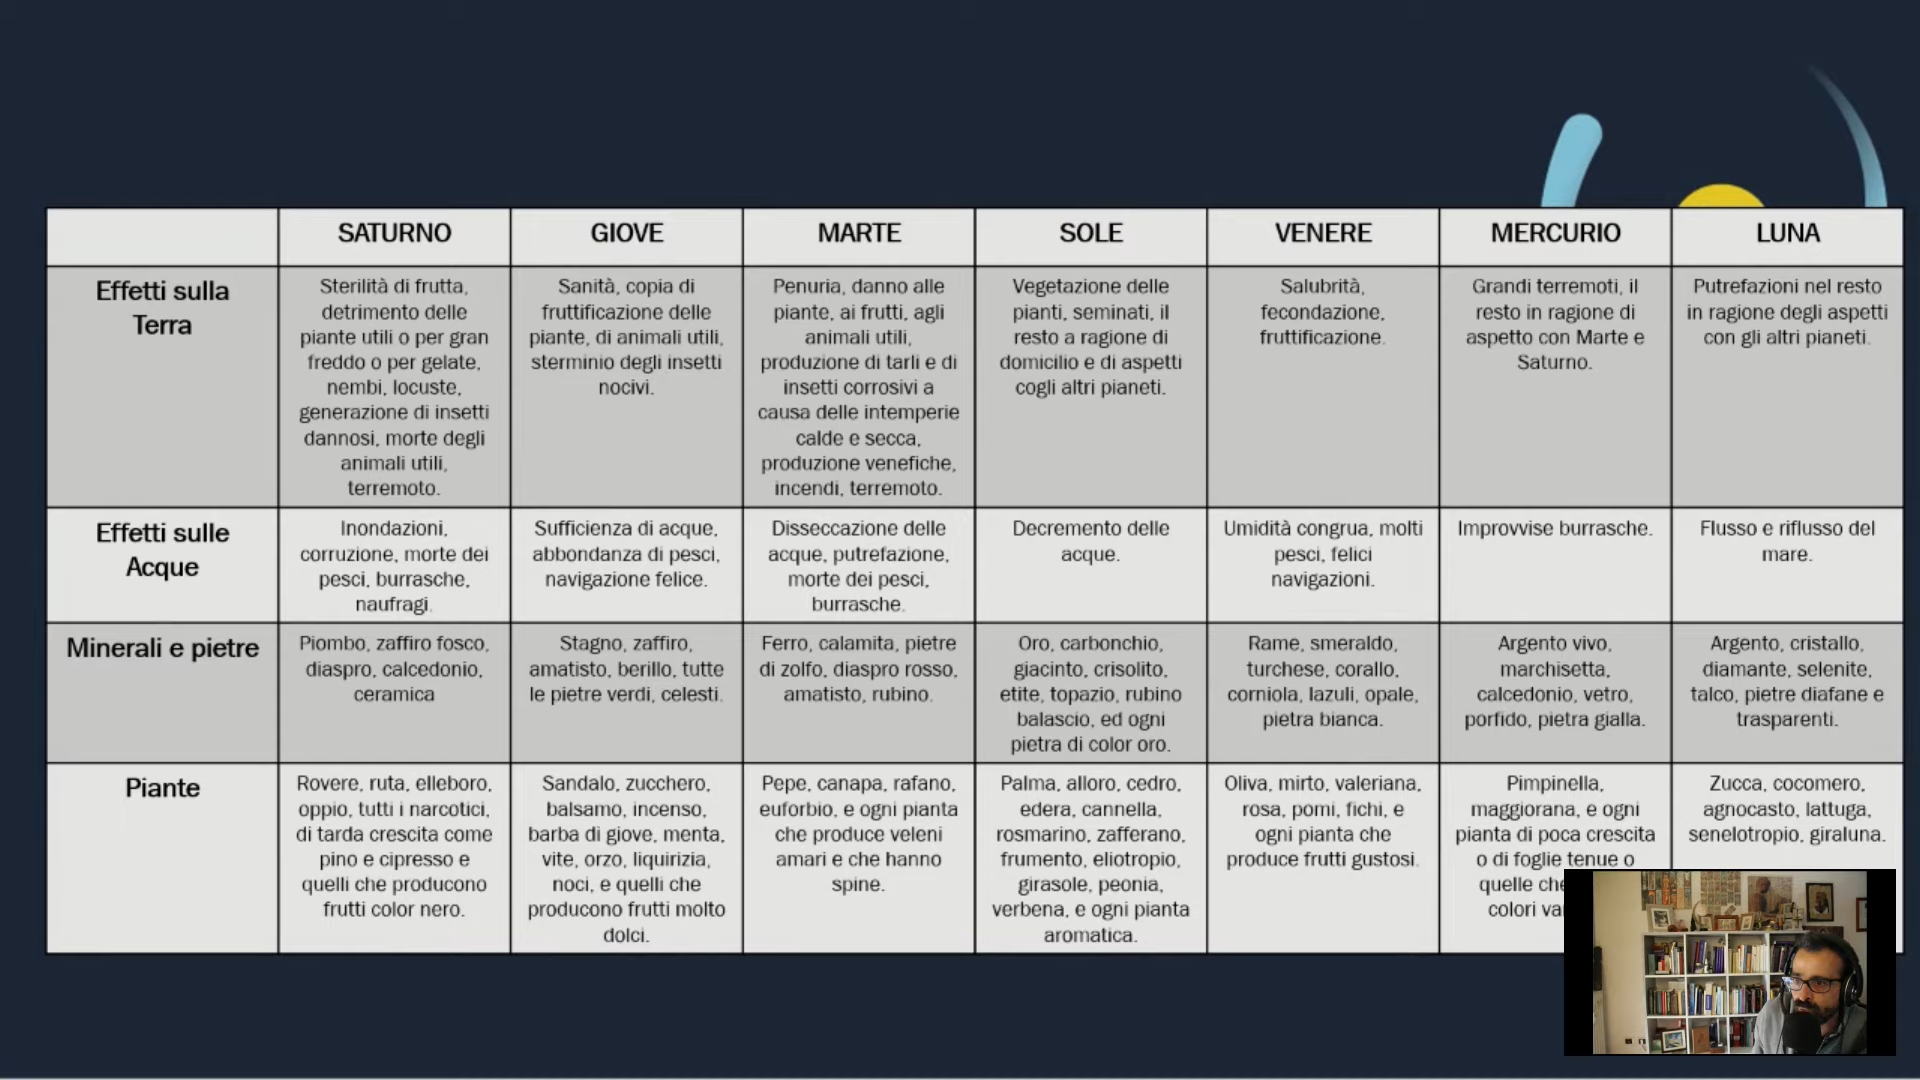 SATURNO GIOVE MARTE SOLE VENERE MERCURIO LUNA
Effetti sulla
Terra
Sterilità di frutta,
detrimento delle
piante utili o per gran
freddo o per gelate,
nembi, locuste,
generazione di insetti
dannosi, morte degli
animali utili,
terremoto.
Sanità, copia di
fruttificazione delle
piante, di animali utili,
sterminio degli insetti
nocivi.
Penuria, danno alle
piante, ai frutti, agli
animali utili,
produzione di tarli e di
insetti corrosivi a
causa delle intemperie
calde e secca,
produzione venefiche,
incendi, terremoto.
Vegetazione delle
pianti, seminati, il
resto a ragione di
domicilio e di aspetti
cogli altri pianeti.
Salubrità,
fecondazione,
fruttificazione.
Grandi terremoti, il
resto in ragione di
aspetto con Marte e
Saturno.
Putrefazioni nel resto
in ragione degli aspetti
con gli altri pianeti.
Effetti sulle
Acque
Inondazioni,
corruzione, morte dei
pesci, burrasche,
naufragi.
Sufficienza di acque,
abbondanza di pesci,
navigazione felice.
Disseccazione delle
acque, putrefazione,
morte dei pesci,
burrasche.
Decremento delle
acque.
Umidità congrua, molti
pesci, felici
navigazioni.
Improvvise burrasche.
Flusso e riflusso del
mare.
Minerali e pietre
Piombo, zaffiro fosco,
diaspro, calcedonio,
ceramica
Stagno, zaffiro,
amatisto, berillo, tutte
le pietre verdi, celesti.
Ferro, calamita, pietre
di zolfo, diaspro rosso,
amatisto, rubino.
Oro, carbonchio,
giacinto, crisolito,
etite, topazio, rubino
balascio, ed ogni
pietra di color oro.
Rame, smeraldo,
turchese, corallo,
corniola, lazuli, opale,
pietra bianca.
Argento vivo,
marchisetta,
calcedonio, vetro,
porfido, pietra gialla.
Argento, cristallo,
diamante, selenite,
talco, pietre diafane e
trasparenti.
Piante
Rovere, ruta, elleboro,
oppio, tutti i narcotici,
di tarda crescita come
pino e cipresso e
quelli che producono
frutti color nero.
Sandalo, zucchero,
balsamo, incenso,
barba di giove, menta,
vite, orzo, liquirizia,
noci, e quelli che
producono frutti molto
dolci.
Pepe, canapa, rafano,
euforbio, e ogni pianta
che produce veleni
amari e che hanno
spine.
Palma, alloro, cedro,
edera, cannella,
rosmarino, zafferano,
frumento, eliotropio,
girasole, peonia,
verbena, e ogni pianta
aromatica.
Oliva, mirto, valeriana,
rosa, pomi, fichi, e
ogni pianta che
produce frutti gustosi.
Pimpinella,
maggiorana, e ogni
pianta di poca crescita
o di foglie tenue o
quelle
colori
Zucca, cocomero,
agnocasto, lattuga,
senelotropio, giraluna.